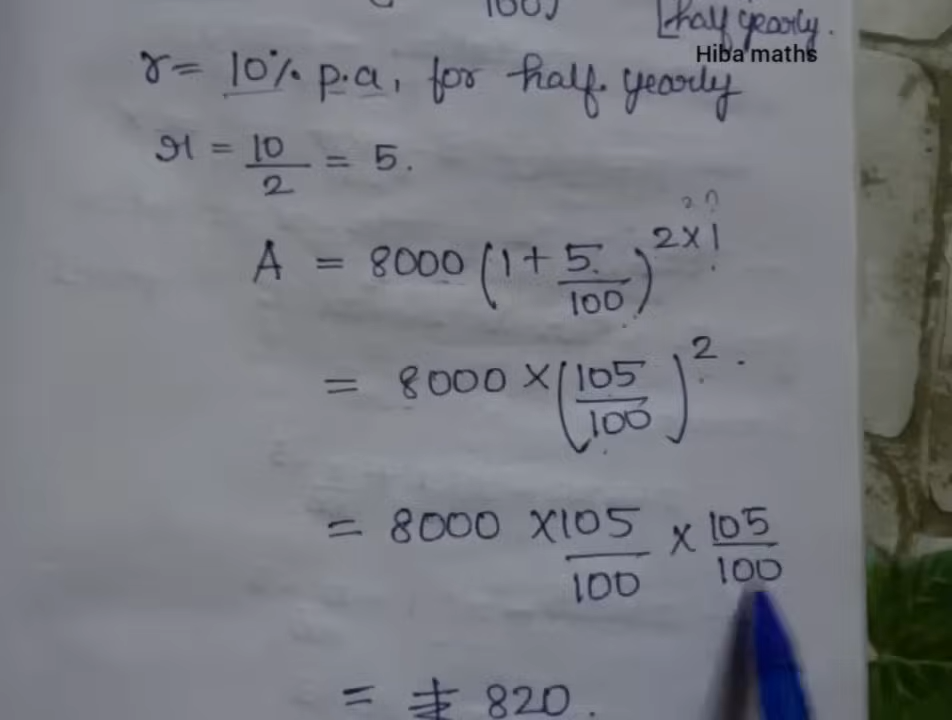 100)
[half yearly.
Hiba maths
r = 10% p.a, for half. yearly
r = 10/2 = 5.
A = 8000 (1 + 5/100)^2×1
= 8000 × (105/100)^2.
= 8000 × 105/100 × 105/100
= ₹ 820.